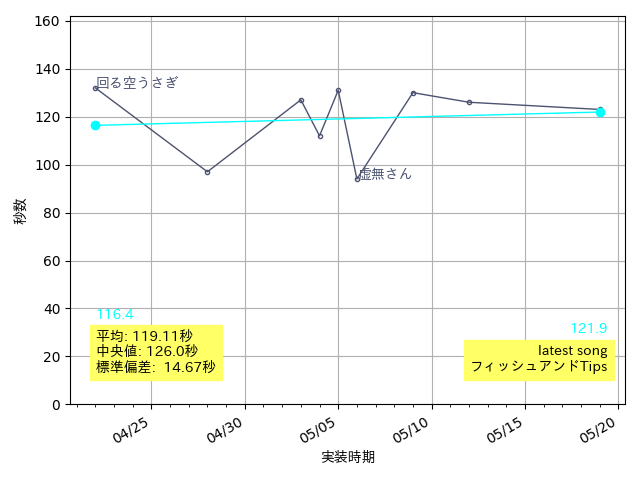 160
140
120
100
80
60
40
20
0
秒数
回る空うさぎ
虚無さん
116.4
平均: 119.11秒
中央値: 126.0秒
標準偏差: 14.67秒
121.9
latest song
フィッシュアンドTips
04/25
04/30
05/05
05/10
05/15
05/20
実装時期